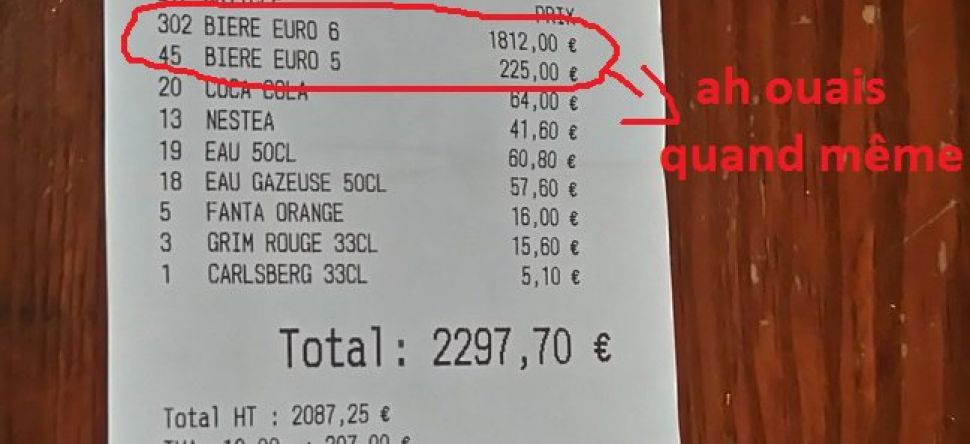 PRIX
302 BIERE EURO 6 1812,00 €
45 BIERE EURO 5 225,00 €
20 COCA COLA 64,00 €
13 NESTEA 41,60 €
19 EAU 50CL 60,80 €
18 EAU GAZEUSE 50CL 57,60 €
5 FANTA ORANGE 16,00 €
3 GRIM ROUGE 33CL 15,60 €
1 CARLSBERG 33CL 5,10 €
ah ouais
quand même
Total: 2297,70 €
Total HT : 2087,25 €